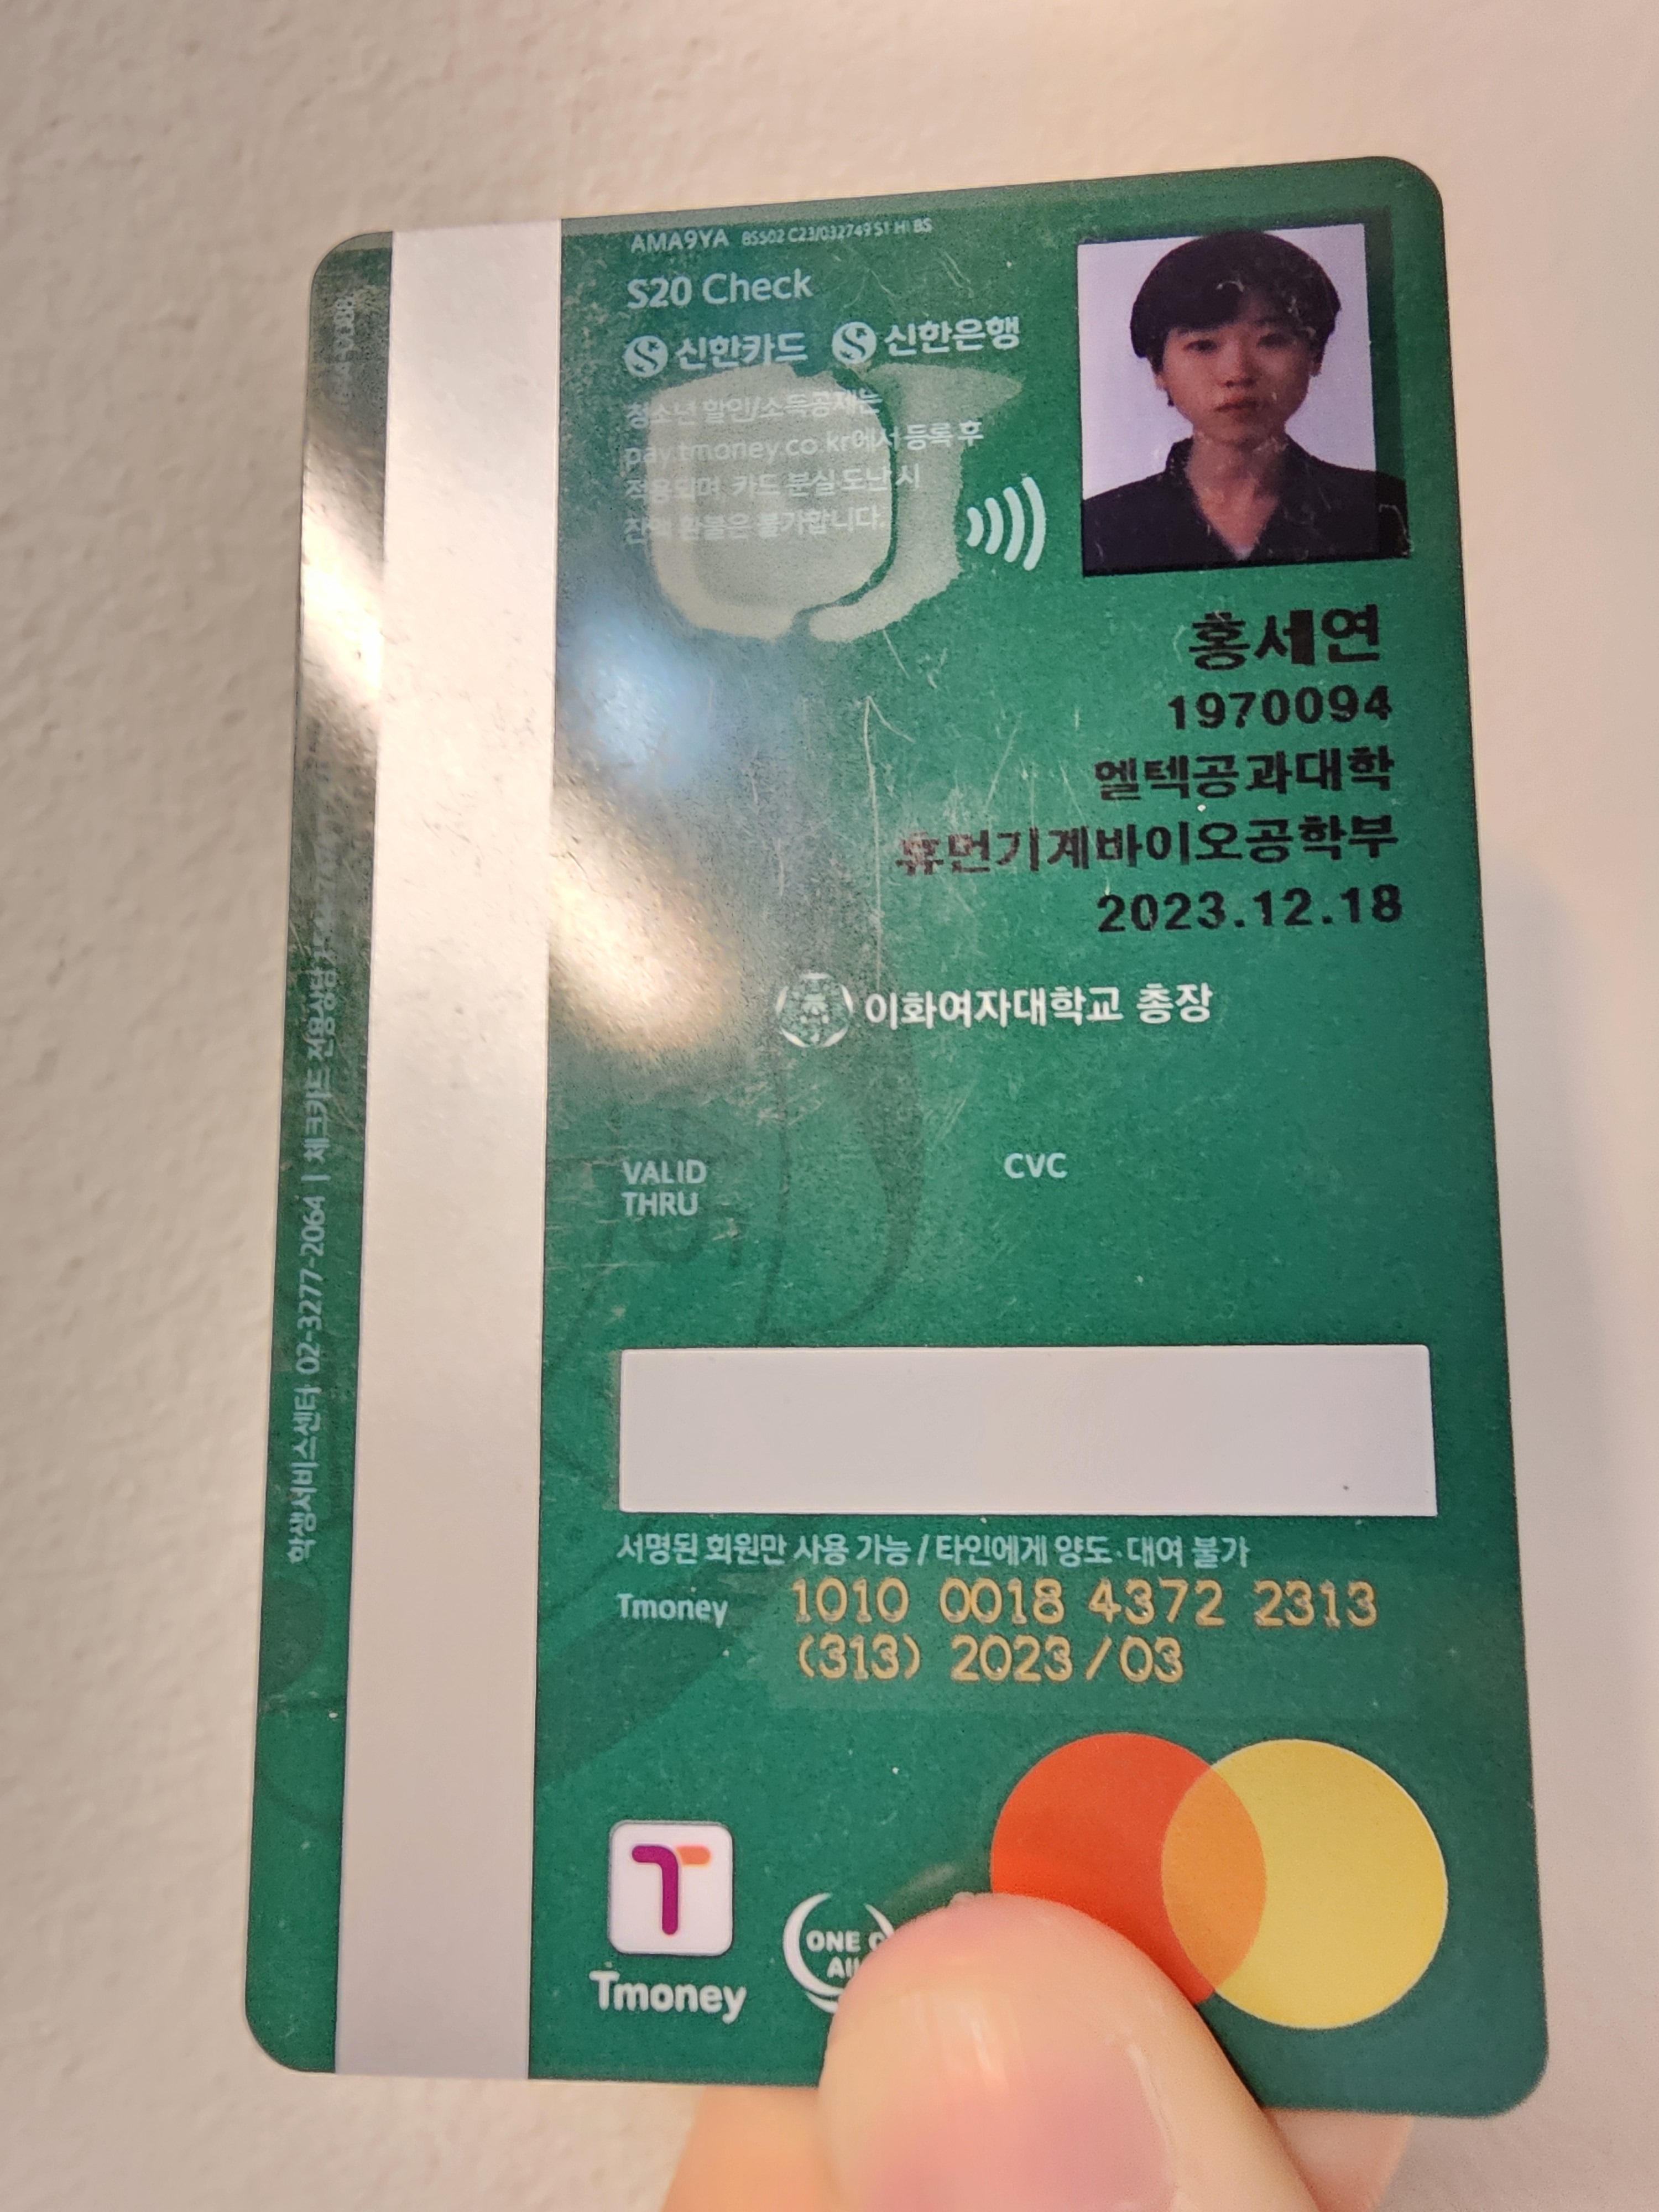 AMA9YA BS502 C23/032749 S1 HI BS
S20 Check
신한카드 신한은행
청소년 할인/소득공제는
pay.tmoney.co.kr에서 등록 후
적용되며, 카드 분실·도난 시
잔액 환불은 불가합니다.
홍세연
1970094
엘텍공과대학
휴먼기계바이오공학부
2023.12.18
이화여자대학교 총장
VALID
THRU
CVC
서명된 회원만 사용 가능 / 타인에게 양도·대여 불가
Tmoney 1010 0018 4372 2313
(313) 2023/03
Tmoney
ONE
All
학생서비스센터 02-3277-2064 | 체크카드 전용상담